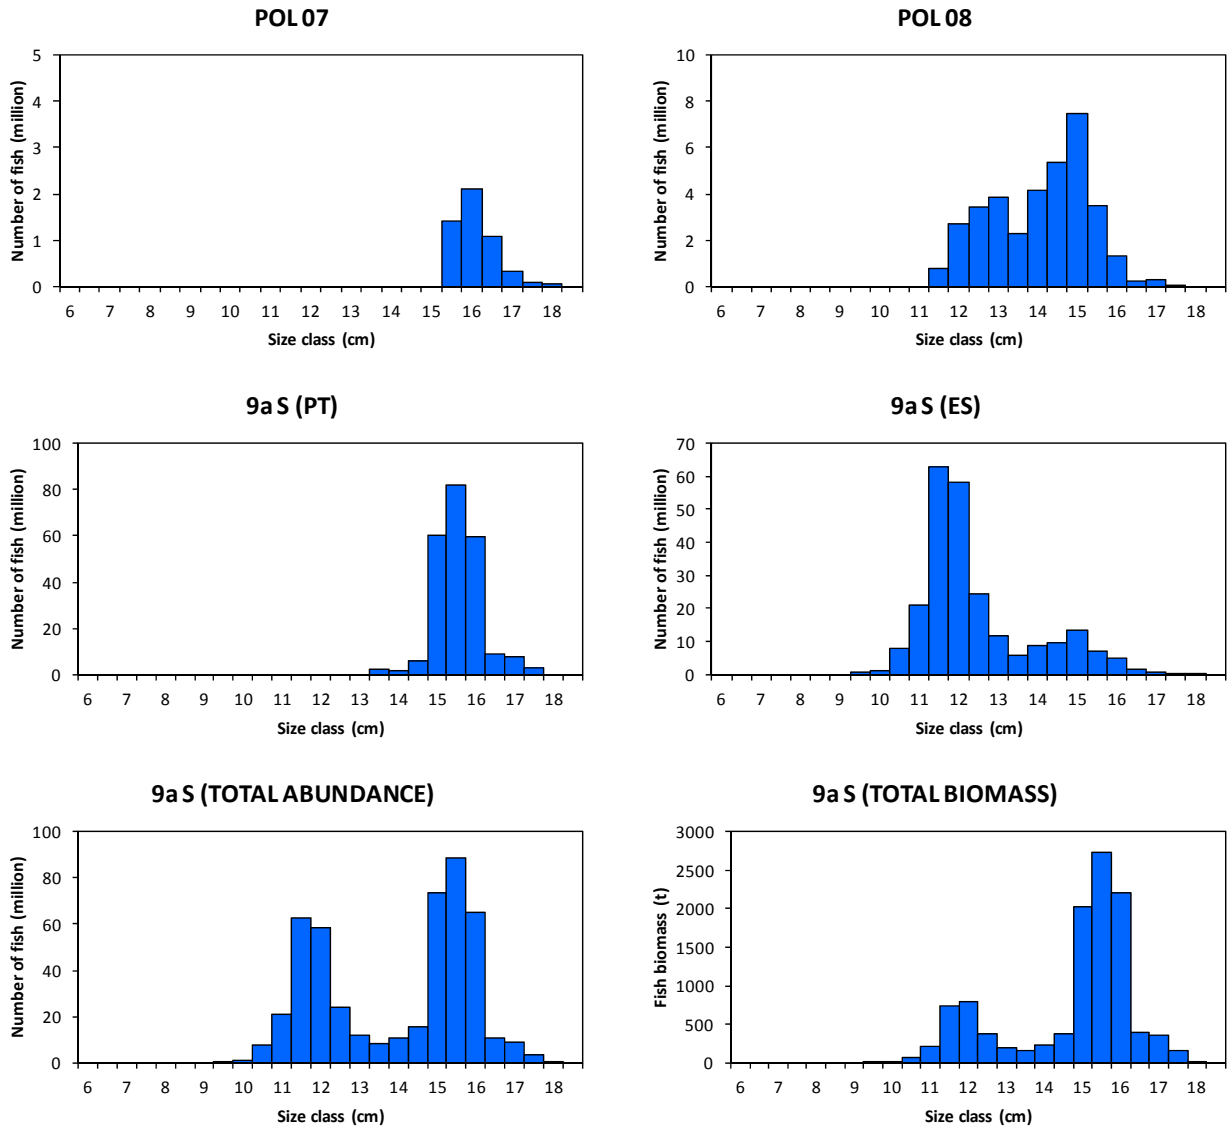 POL 07
5
4
3
2
1
0
Number of fish (million)
6 7 8 9 10 11 12 13 14 15 16 17 18
Size class (cm)
POL 08
10
8
6
4
2
0
Number of fish (million)
6 7 8 9 10 11 12 13 14 15 16 17 18
Size class (cm)
9a S (PT)
100
80
60
40
20
0
Number of fish (million)
6 7 8 9 10 11 12 13 14 15 16 17 18
Size class (cm)
9a S (ES)
70
60
50
40
30
20
10
0
Number of fish (million)
6 7 8 9 10 11 12 13 14 15 16 17 18
Size class (cm)
9a S (TOTAL ABUNDANCE)
100
80
60
40
20
0
Number of fish (million)
6 7 8 9 10 11 12 13 14 15 16 17 18
Size class (cm)
9a S (TOTAL BIOMASS)
3000
2500
2000
1500
1000
500
0
Fish biomass (t)
6 7 8 9 10 11 12 13 14 15 16 17 18
Size class (cm)